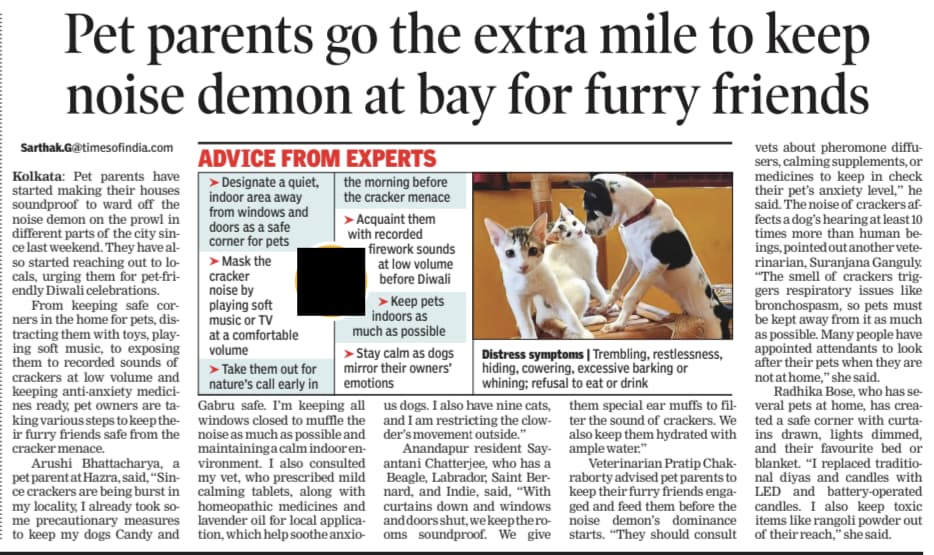 Pet parents go the extra mile to keep
noise demon at bay for furry friends
Sarthak.G@timesofindia.com
Kolkata: Pet parents have
started making their houses
soundproof to ward off the
noise demon on the prowl in
different parts of the city sin-
ce last weekend. They have al-
so started reaching out to lo-
cals, urging them for pet-fri-
endly Diwali celebrations.
From keeping safe cor-
ners in the home for pets, dis-
tracting them with toys, play-
ing soft music, to exposing
them to recorded sounds of
crackers at low volume and
keeping anti-anxiety medici-
nes ready, pet owners are ta-
king various steps to keep the-
ir furry friends safe from the
cracker menace.
Arushi Bhattacharya, a
pet parent at Hazra, said, "Sin-
ce crackers are being burst in
my locality, I already took so-
me precautionary measures
to keep my dogs Candy and
ADVICE FROM EXPERTS
➤ Designate a quiet,
indoor area away
from windows and
doors as a safe
corner for pets
➤ Mask the
cracker
noise by
playing soft
music or TV
at a comfortable
volume
➤ Take them out for
nature's call early in
the morning before
the cracker menace
➤ Acquaint them
with recorded
firework sounds
at low volume
before Diwali
➤ Keep pets
indoors as
much as possible
➤ Stay calm as dogs
mirror their owners'
emotions
Distress symptoms | Trembling, restlessness,
hiding, cowering, excessive barking or
whining; refusal to eat or drink
Gabru safe. I'm keeping all
windows closed to muffle the
noise as much as possible and
maintaining a calm indoor en-
vironment. I also consulted
my vet, who prescribed mild
calming tablets, along with
homeopathic medicines and
lavender oil for local applica-
tion, which help soothe anxio-
us dogs. I also have nine cats,
and I am restricting the clow-
der's movement outside."
Anandapur resident Say-
antani Chatterjee, who has a
Beagle, Labrador, Saint Ber-
nard, and Indie, said, "With
curtains down and windows
and doors shut, we keep the ro-
oms soundproof. We give
them special ear muffs to fil-
ter the sound of crackers. We
also keep them hydrated with
ample water."
Veterinarian Pratip Chak-
raborty advised pet parents to
keep their furry friends enga-
ged and feed them before the
noise demon's dominance
starts. "They should consult
vets about pheromone diffu-
sers, calming supplements, or
medicines to keep in check
their pet's anxiety level," he
said. The noise of crackers af-
fects a dog's hearing at least 10
times more than human be-
ings, pointed out another vete-
rinarian, Suranjana Ganguly.
"The smell of crackers trig-
gers respiratory issues like
bronchospasm, so pets must
be kept away from it as much
as possible. Many people have
appointed attendants to look
after their pets when they are
not at home," she said.
Radhika Bose, who has se-
veral pets at home, has crea-
ted a safe corner with curta-
ins drawn, lights dimmed,
and their favourite bed or
blanket. "I replaced traditio-
nal diyas and candles with
LED and battery-operated
candles. I also keep toxic
items like rangoli powder out
of their reach," she said.